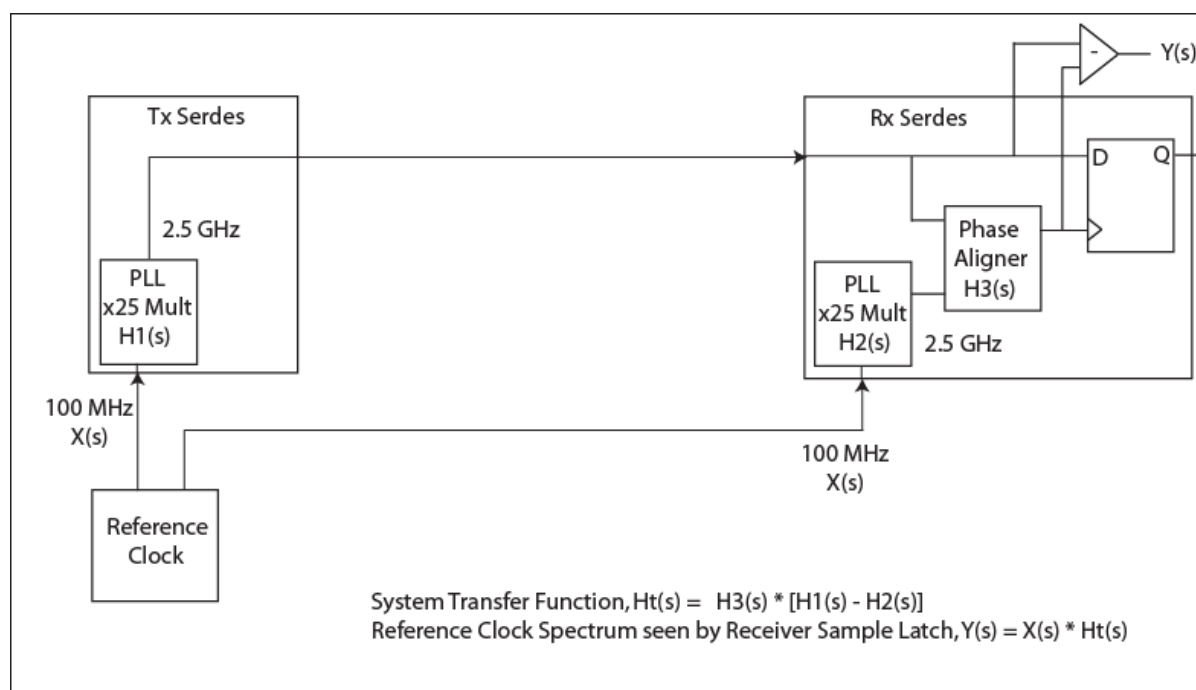 Y(s)
-
Tx Serdes
Rx Serdes
D
Q
2.5 GHz
PLL
x25 Mult
H1(s)
Phase
Aligner
H3(s)
PLL
x25 Mult
H2(s)
2.5 GHz
100 MHz
X(s)
100 MHz
X(s)
Reference
Clock
System Transfer Function, Ht(s) = H3(s) * [H1(s) - H2(s)]
Reference Clock Spectrum seen by Receiver Sample Latch, Y(s) = X(s) * Ht(s)